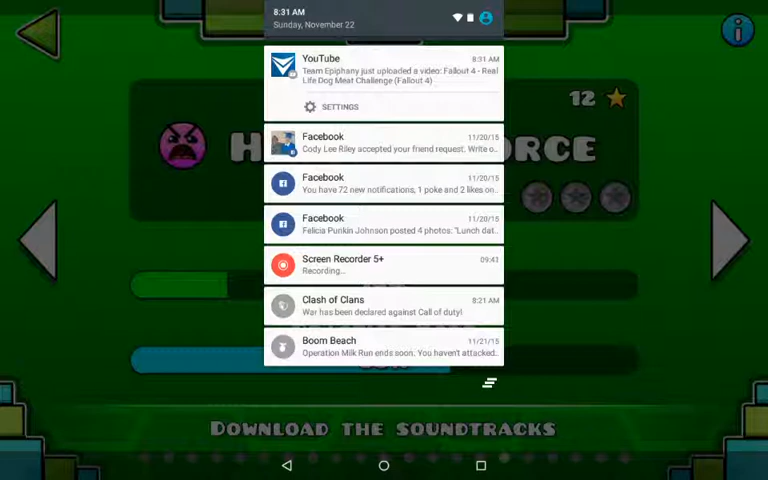 8:31 AM
Sunday, November 22
YouTube 8:31 AM
Team Epiphany just uploaded a video: Fallout 4 - Real
Life Dog Meat Challenge (Fallout 4)
SETTINGS
12
Facebook 11/20/15
Cody Lee Riley accepted your friend request. Write o..
H ORCE
Facebook 11/20/15
You have 72 new notifications, 1 poke and 2 likes on..
Facebook 11/20/15
Felicia Punkin Johnson posted 4 photos: "Lunch dat..
Screen Recorder 5+ 09:41
Recording...
Clash of Clans 8:21 AM
War has been declared against Call of duty!
Boom Beach 11/21/15
Operation Milk Run ends soon. You haven't attacked..
Download the soundtracks